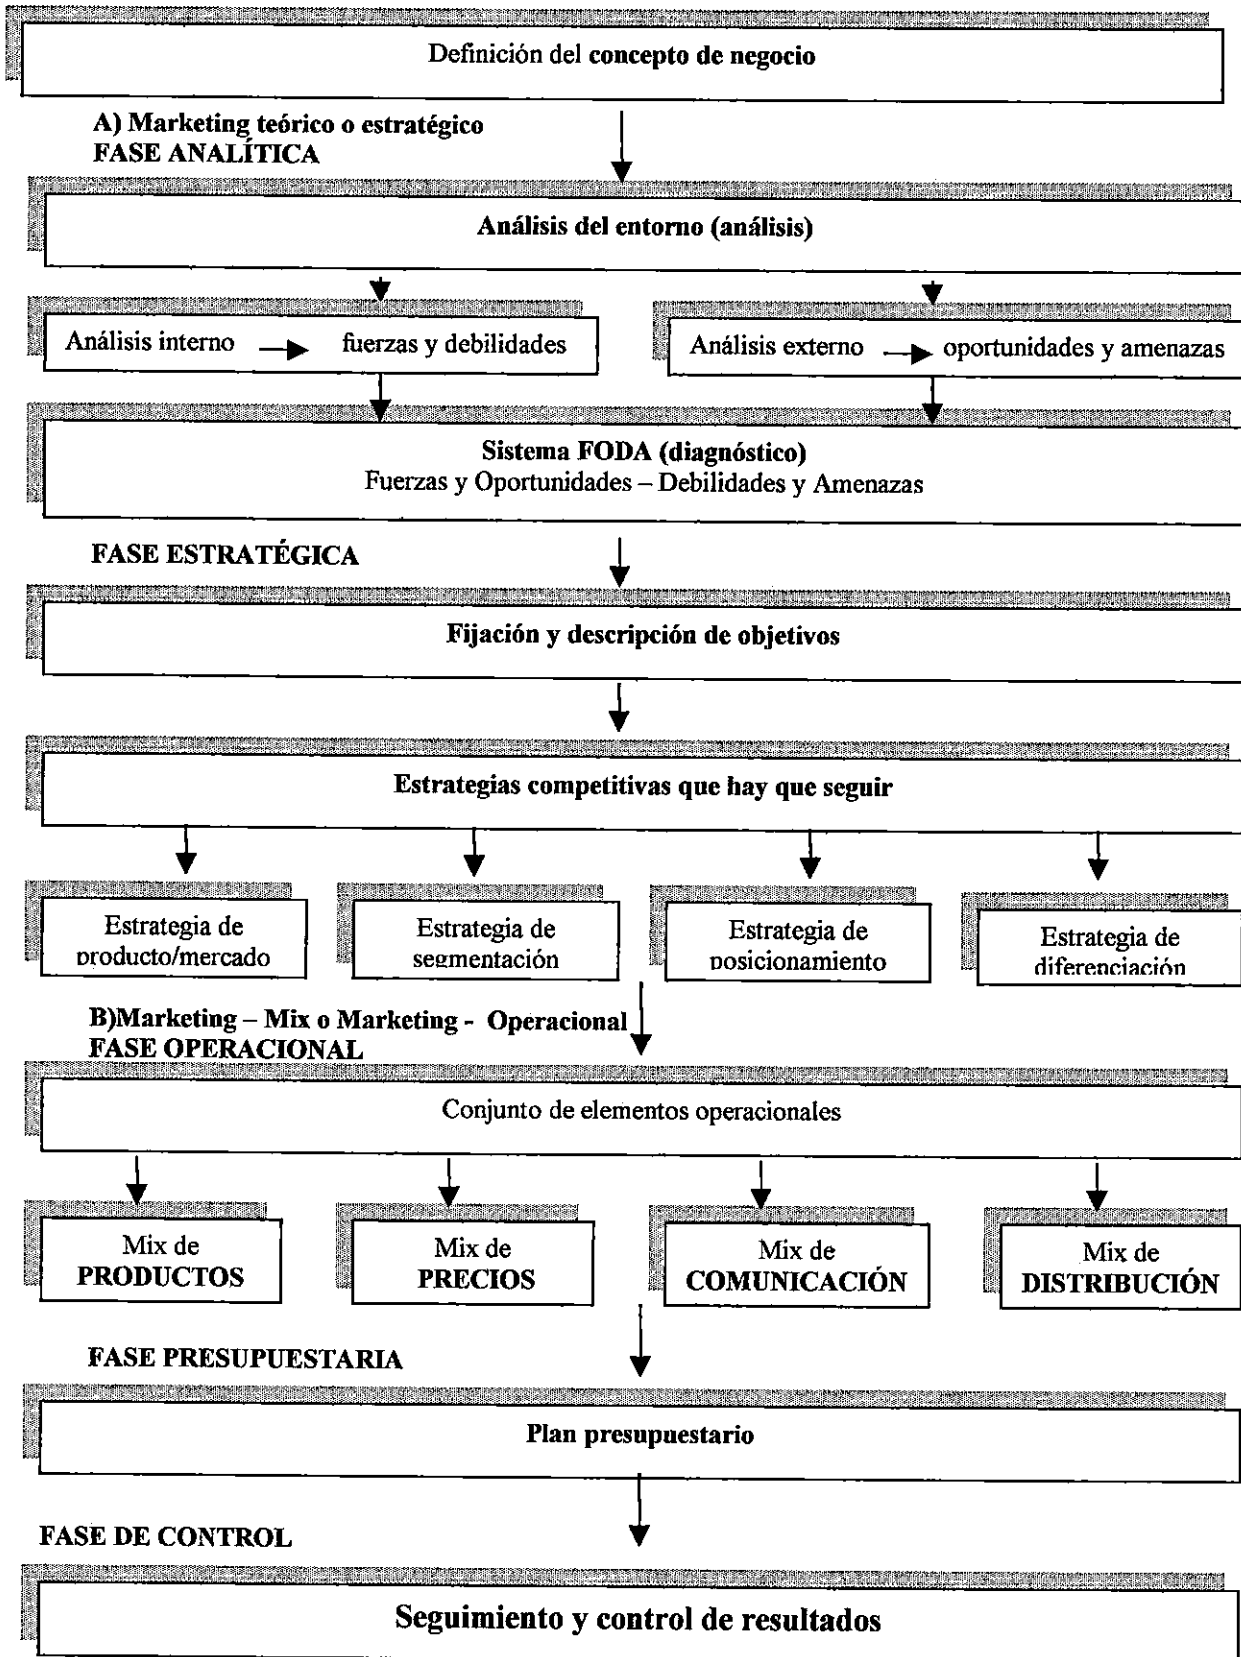 Definición del concepto de negocio
A) Marketing teórico o estratégico
FASE ANALÍTICA
Análisis del entorno (análisis)
Análisis interno fuerzas y debilidades
Análisis externo oportunidades y amenazas
Sistema FODA (diagnóstico)
Fuerzas y Oportunidades – Debilidades y Amenazas
FASE ESTRATÉGICA
Fijación y descripción de objetivos
Estrategias competitivas que hay que seguir
Estrategia de
producto/mercado
Estrategia de
segmentación
Estrategia de
posicionamiento
Estrategia de
diferenciación
B)Marketing – Mix o Marketing - Operacional
FASE OPERACIONAL
Conjunto de elementos operacionales
Mix de
PRODUCTOS
Mix de
PRECIOS
Mix de
COMUNICACIÓN
Mix de
DISTRIBUCIÓN
FASE PRESUPUESTARIA
Plan presupuestario
FASE DE CONTROL
Seguimiento y control de resultados